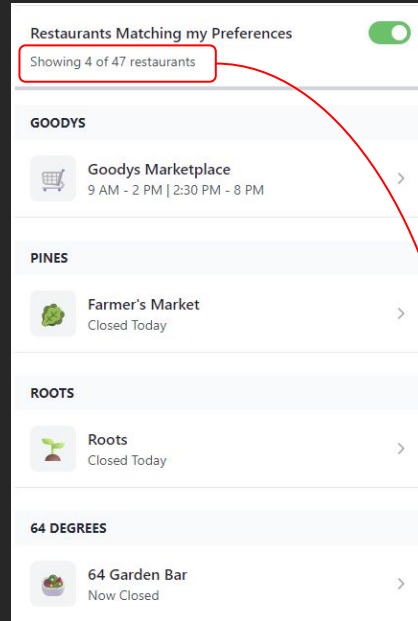 Restaurants Matching my Preferences
Showing 4 of 47 restaurants
GOODYS
Goodys Marketplace
9 AM - 2 PM | 2:30 PM - 8 PM
PINES
Farmer's Market
Closed Today
ROOTS
Roots
Closed Today
64 DEGREES
64 Garden Bar
Now Closed